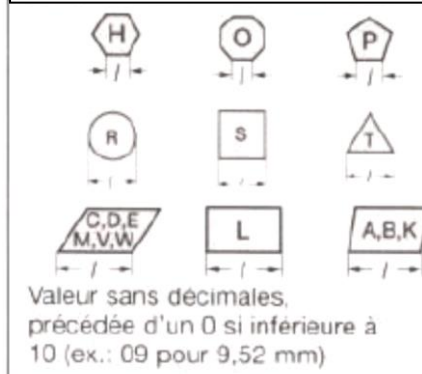 H O P
l l l
R S T
l l l
C,D,E L A,B,K
M,V,W
l l l
Valeur sans décimales,
précédée d'un 0 si inférieure à
10 (ex.: 09 pour 9,52 mm)